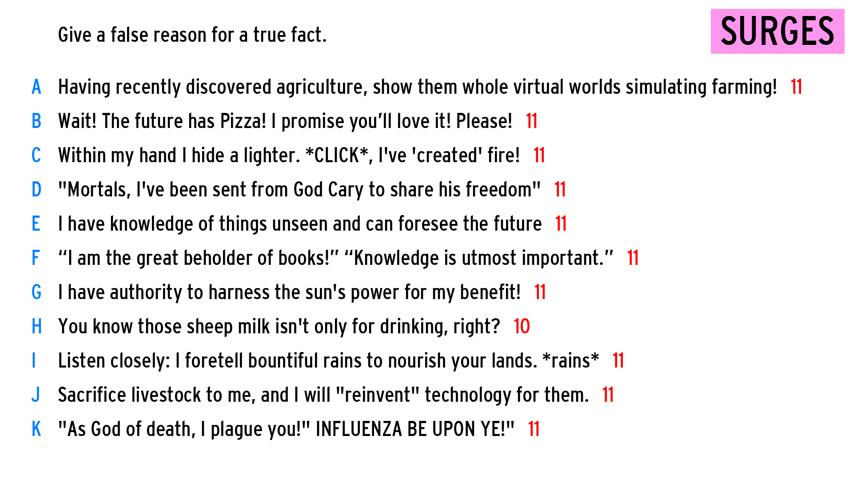 Give a false reason for a true fact.
SURGES
A Having recently discovered agriculture, show them whole virtual worlds simulating farming! 11
B Wait! The future has Pizza! I promise you’ll love it! Please! 11
C Within my hand I hide a lighter. *CLICK*, I've 'created' fire! 11
D "Mortals, I've been sent from God Cary to share his freedom" 11
E I have knowledge of things unseen and can foresee the future 11
F “I am the great beholder of books!” “Knowledge is utmost important.” 11
G I have authority to harness the sun's power for my benefit! 11
H You know those sheep milk isn't only for drinking, right? 10
I Listen closely: I foretell bountiful rains to nourish your lands. *rains* 11
J Sacrifice livestock to me, and I will "reinvent" technology for them. 11
K "As God of death, I plague you!" INFLUENZA BE UPON YE!" 11